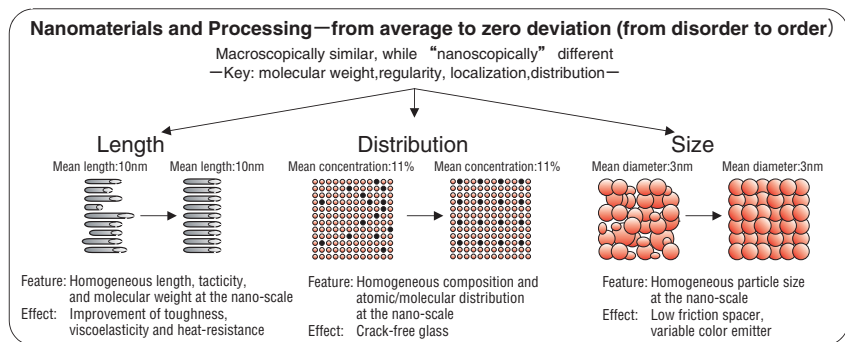 Nanomaterials and Processing—from average to zero deviation (from disorder to order)
Macroscopically similar, while “nanoscopically” different
—Key: molecular weight,regularity, localization,distribution—
Length
Mean length:10nm Mean length:10nm
Feature: Homogeneous length, tacticity,
and molecular weight at the nano-scale
Effect: Improvement of toughness,
viscoelasticity and heat-resistance
Distribution
Mean concentration:11% Mean concentration:11%
Feature: Homogeneous composition and
atomic/molecular distribution
at the nano-scale
Effect: Crack-free glass
Size
Mean diameter:3nm Mean diameter:3nm
Feature: Homogeneous particle size
at the nano-scale
Effect: Low friction spacer,
variable color emitter